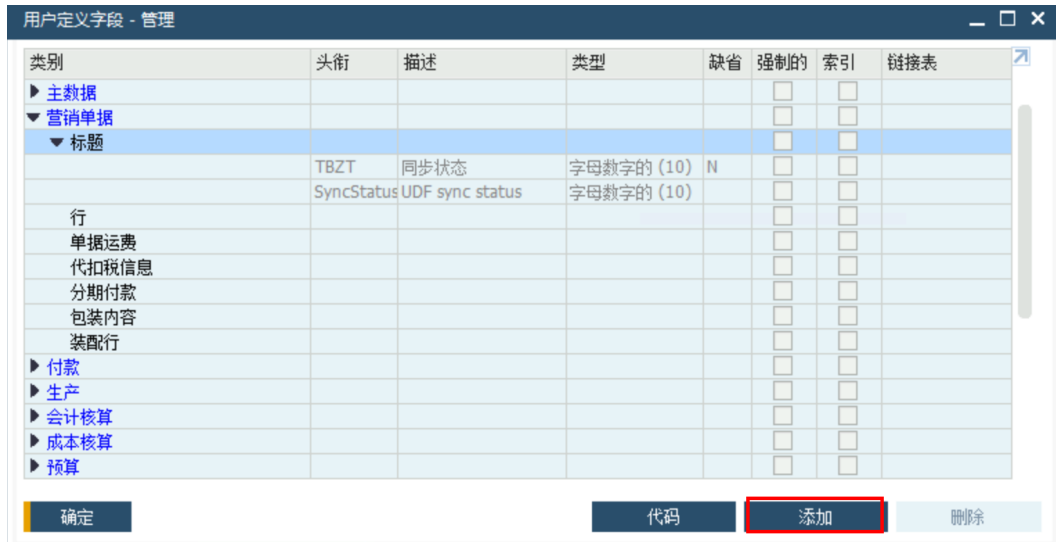 用户定义字段 - 管理
类别 头衔 描述 类型 缺省 强制的 索引 链接表
主数据
营销单据
标题
TBZT 同步状态 字母数字的 (10) N
SyncStatus UDF sync status 字母数字的 (10)
行
单据运费
代扣税信息
分期付款
包装内容
装配行
付款
生产
会计核算
成本核算
预算
确定 代码 添加 删除